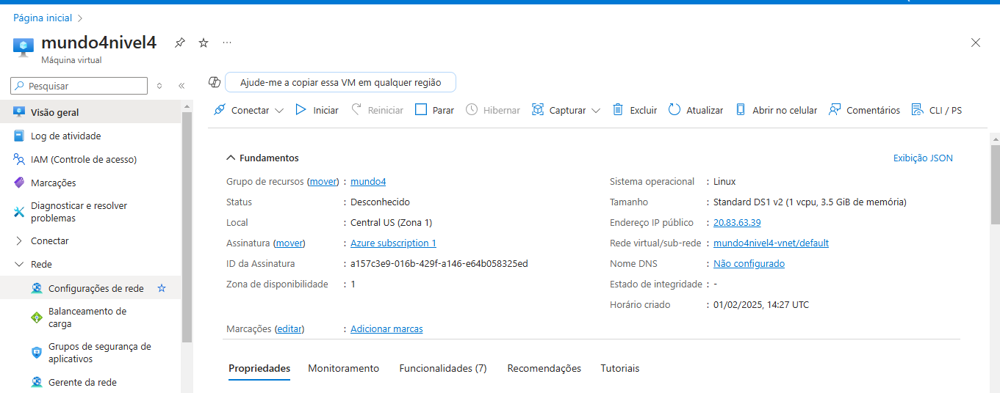 Página inicial
mundo4nivel4
Máquina virtual
Pesquisar
Ajude-me a copiar essa VM em qualquer região
Conectar Iniciar Reiniciar Parar Hibernar Capturar Excluir Atualizar Abrir no celular Comentários CLI / PS
Visão geral
Log de atividade
IAM (Controle de acesso)
Marcações
Diagnosticar e resolver
problemas
Conectar
Rede
Configurações de rede
Balanceamento de
carga
Grupos de segurança de
aplicativos
Gerente da rede
Fundamentos
Exibição JSON
Grupo de recursos (mover) : mundo4
Status : Desconhecido
Local : Central US (Zona 1)
Assinatura (mover) : Azure subscription 1
ID da Assinatura : a157c3e9-016b-429f-a146-e64b058325ed
Zona de disponibilidade : 1
Sistema operacional : Linux
Tamanho : Standard DS1 v2 (1 vcpu, 3.5 GiB de memória)
Endereço IP público : 20.83.63.39
Rede virtual/sub-rede : mundo4nivel4-vnet/default
Nome DNS : Não configurado
Estado de integridade : -
Horário criado : 01/02/2025, 14:27 UTC
Marcações (editar) : Adicionar marcas
Propriedades Monitoramento Funcionalidades (7) Recomendações Tutoriais